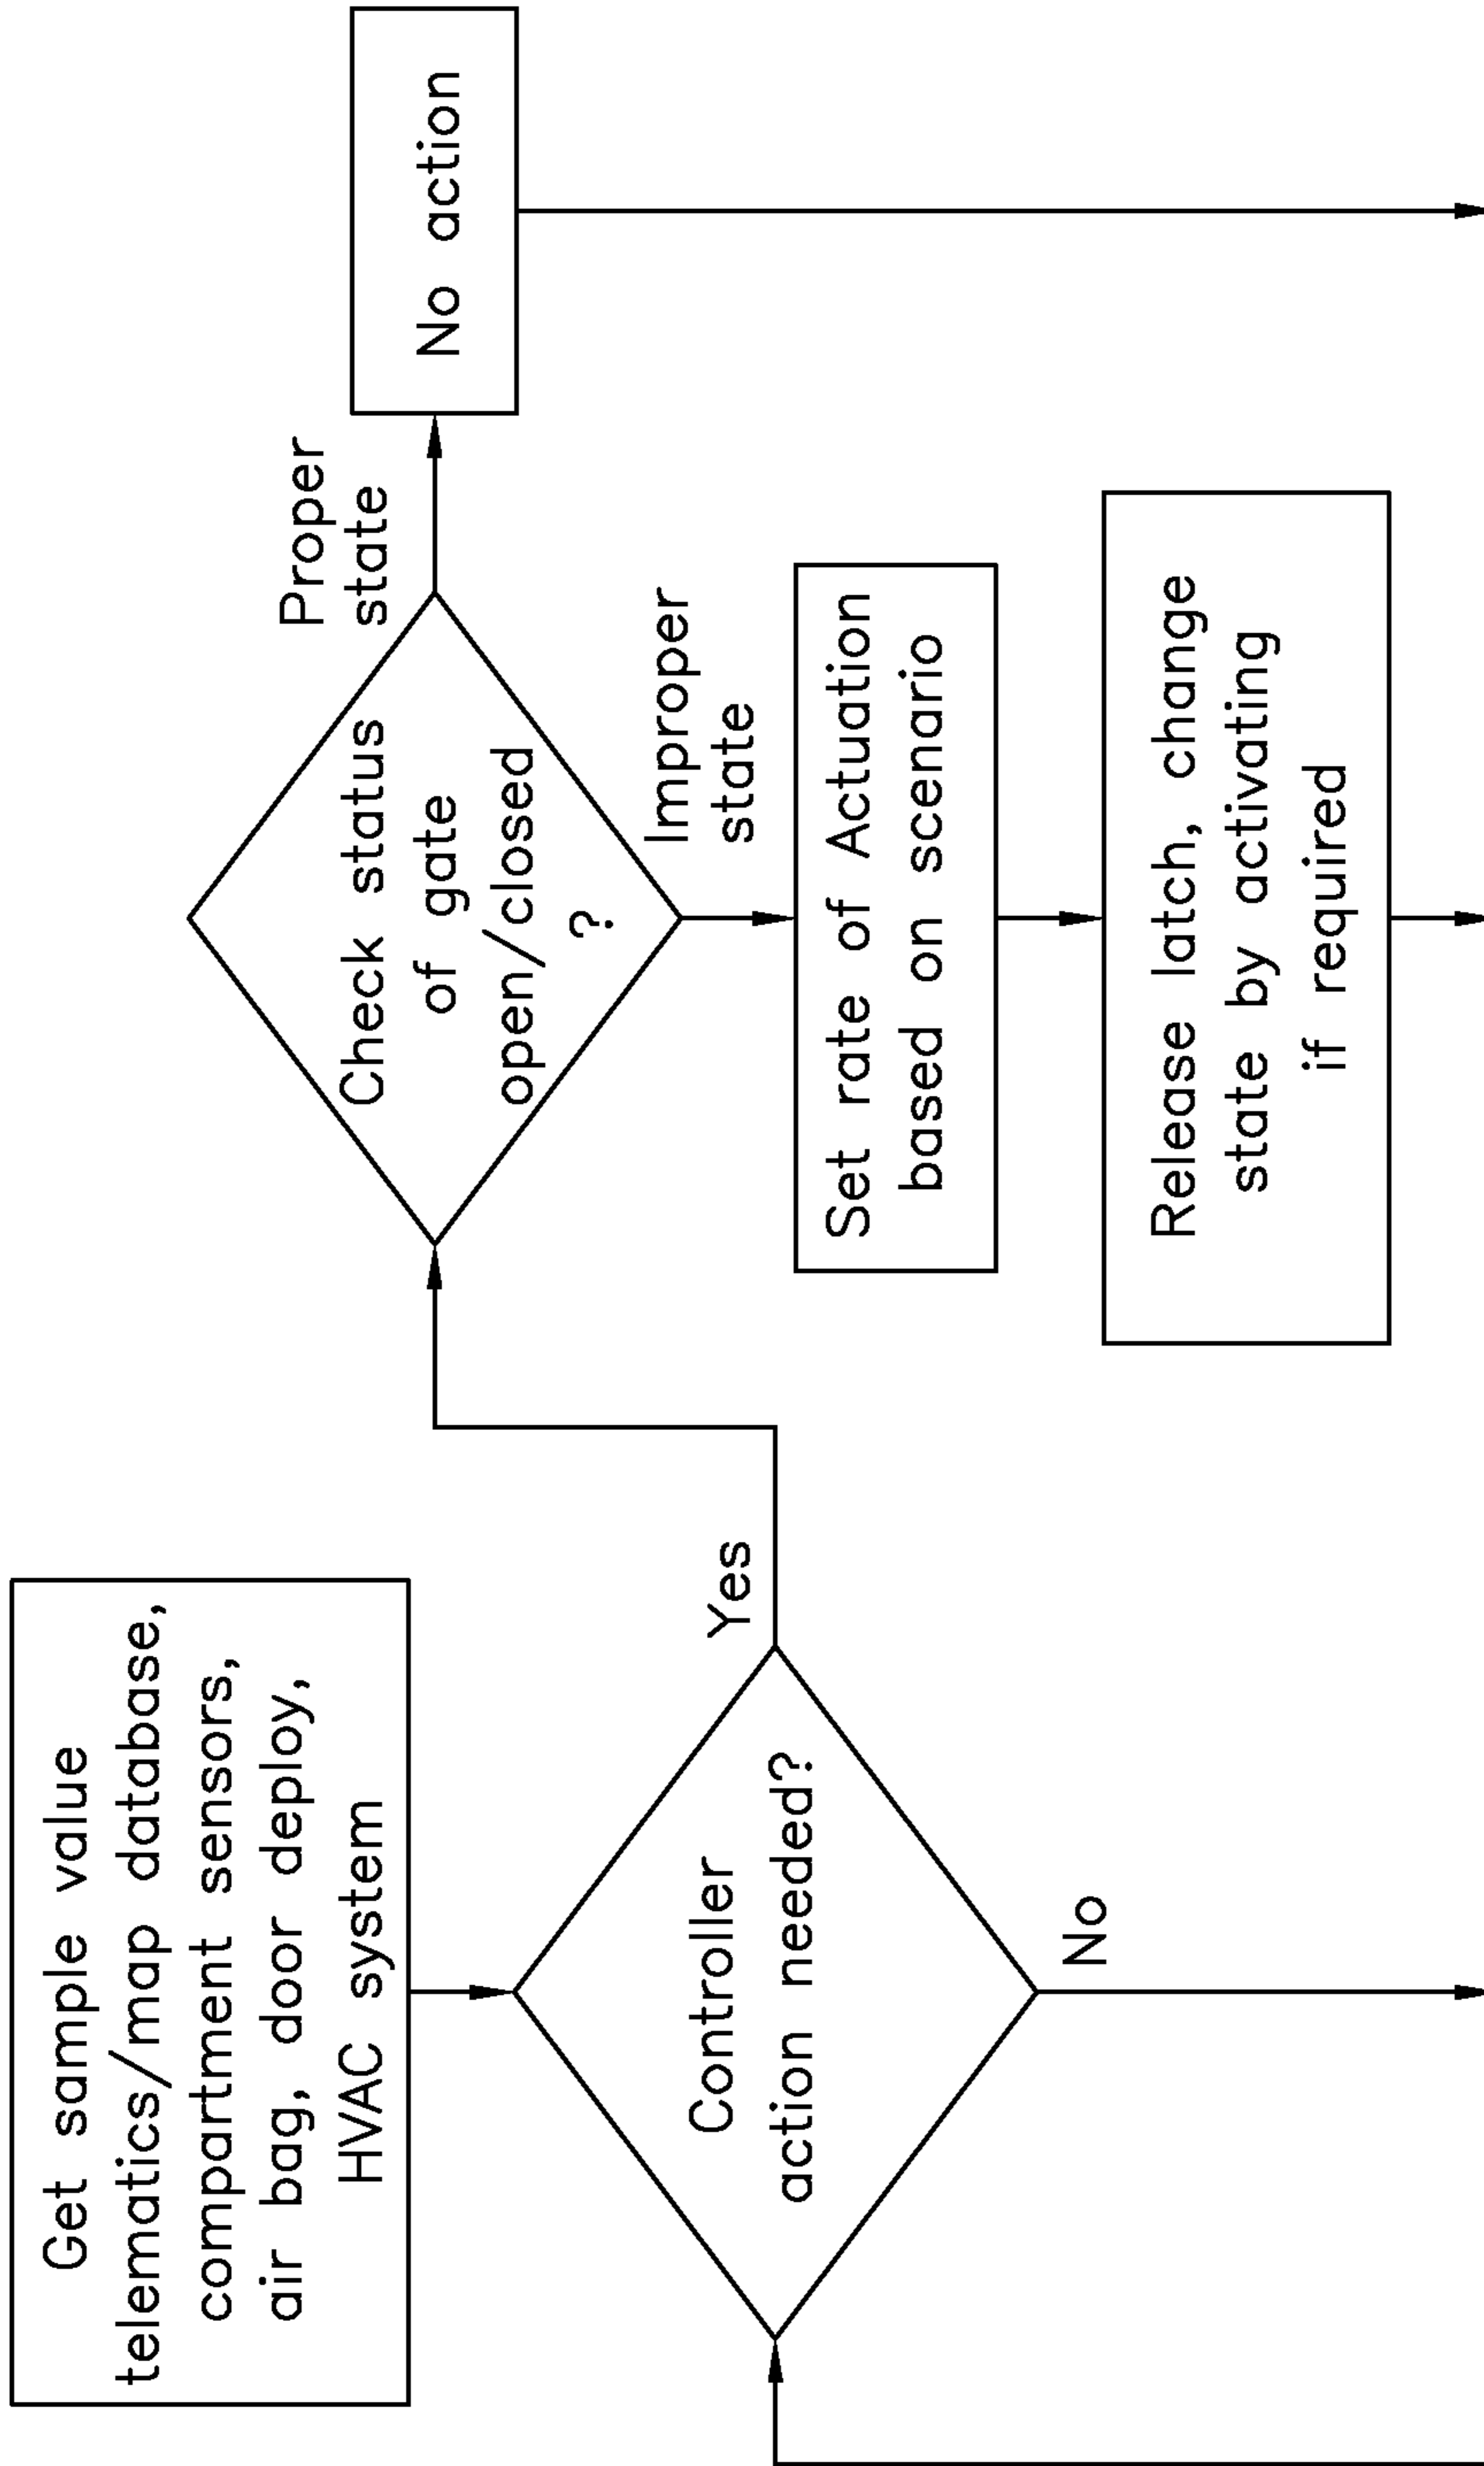 Get sample value
telematics/map database,
compartment sensors,
air bag, door deploy,
HVAC system
Controller
action needed?
Yes
No
Check status
of gate
open/closed
?
Proper
state
No action
Improper
state
Set rate of Actuation
based on scenario
Release latch, change
state by activating
if required